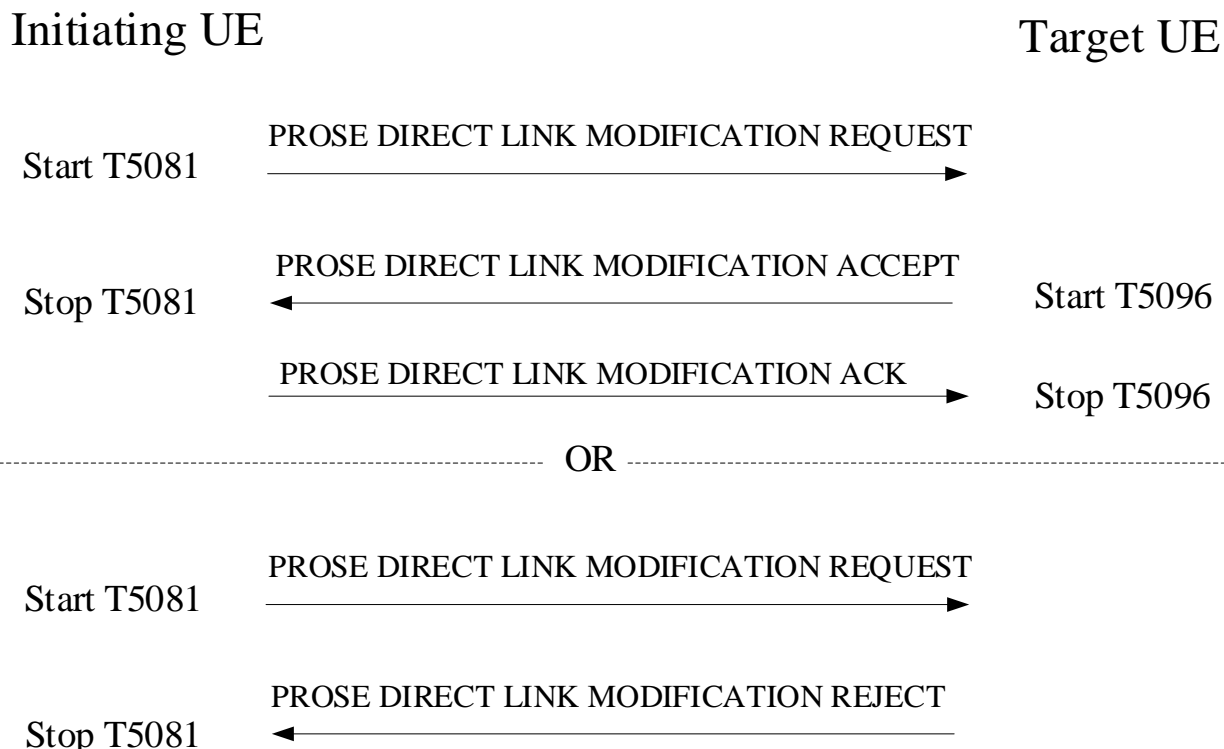 Initiating UE
Target UE
PROSE DIRECT LINK MODIFICATION REQUEST
Start T5081
PROSE DIRECT LINK MODIFICATION ACCEPT
Stop T5081
Start T5096
PROSE DIRECT LINK MODIFICATION ACK
Stop T5096
OR
PROSE DIRECT LINK MODIFICATION REQUEST
Start T5081
PROSE DIRECT LINK MODIFICATION REJECT
Stop T5081